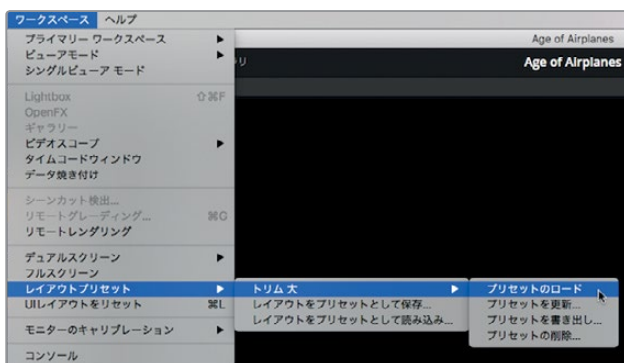 ワークスペース ヘルプ
プライマリー ワークスペース
ビューアモード
シングルビューア モード
Age of Airplanes
リ
Age of Airplanes
Lightbox ⇧⌘F
OpenFX
ギャラリー
ビデオスコープ
タイムコードウィンドウ
データ焼き付け
シーンカット検出...
リモートグレーディング... ⌘G
リモートレンダリング
デュアルスクリーン
フルスクリーン
レイアウトプリセット
UIレイアウトをリセット ⌘L
モニターのキャリブレーション
コンソール
トリム 大
レイアウトをプリセットとして保存...
レイアウトをプリセットとして読み込み...
プリセットのロード
プリセットを更新...
プリセットを書き出し...
プリセットの削除...